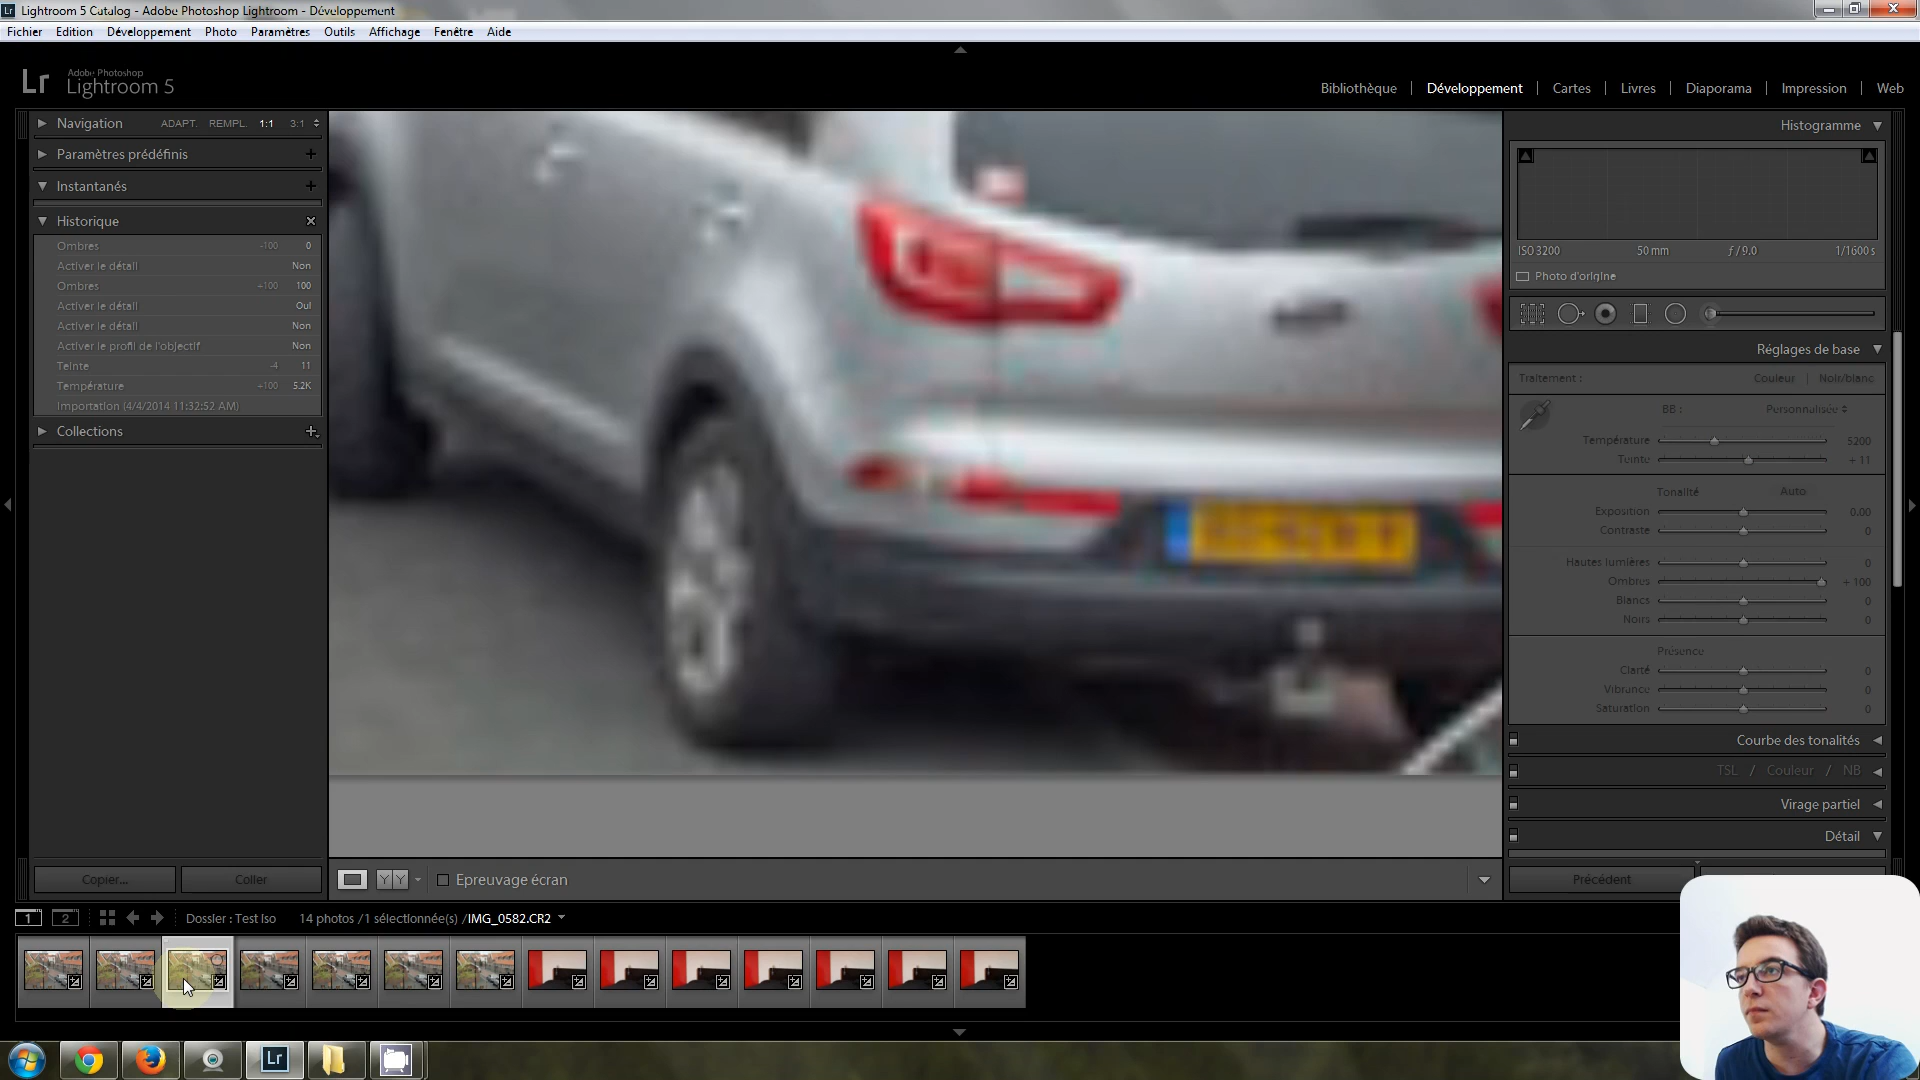 Lightroom 5 Catalog - Adobe Photoshop Lightroom - Développement
Fichier Edition Développement Photo Paramètres Outils Affichage Fenêtre Aide
Lr Adobe Photoshop
Lightroom 5
Bibliothèque | Développement | Cartes | Livres | Diaporama | Impression | Web
Navigation ADAPT. REMPL. 1:1 3:1
Paramètres prédéfinis
Instantanés
Historique
Ombres -100 0
Activer le détail Non
Ombres +100 100
Activer le détail Oui
Activer le détail Non
Activer le profil de l'objectif Non
Teinte -4 11
Température +100 5.2K
Importation (4/4/2014 11:32:52 AM)
Collections
Copier... Coller
Epreuvage écran
Histogramme
ISO 3200 50 mm ƒ / 9,0 1/1600 s
Photo d'origine
Réglages de base
Traitement : Couleur | Noir/blanc
BB : Personnalisée
Température 5200
Teinte + 11
Tonalité Auto
Exposition 0.00
Contraste 0
Hautes lumières 0
Ombres + 100
Blancs 0
Noirs 0
Présence
Clarté 0
Vibrance 0
Saturation 0
Courbe des tonalités
TSL / Couleur / NB
Virage partiel
Détail
Précédent
1 2 Dossier : Test Iso 14 photos /1 sélectionnée(s) /IMG_0582.CR2
Lr